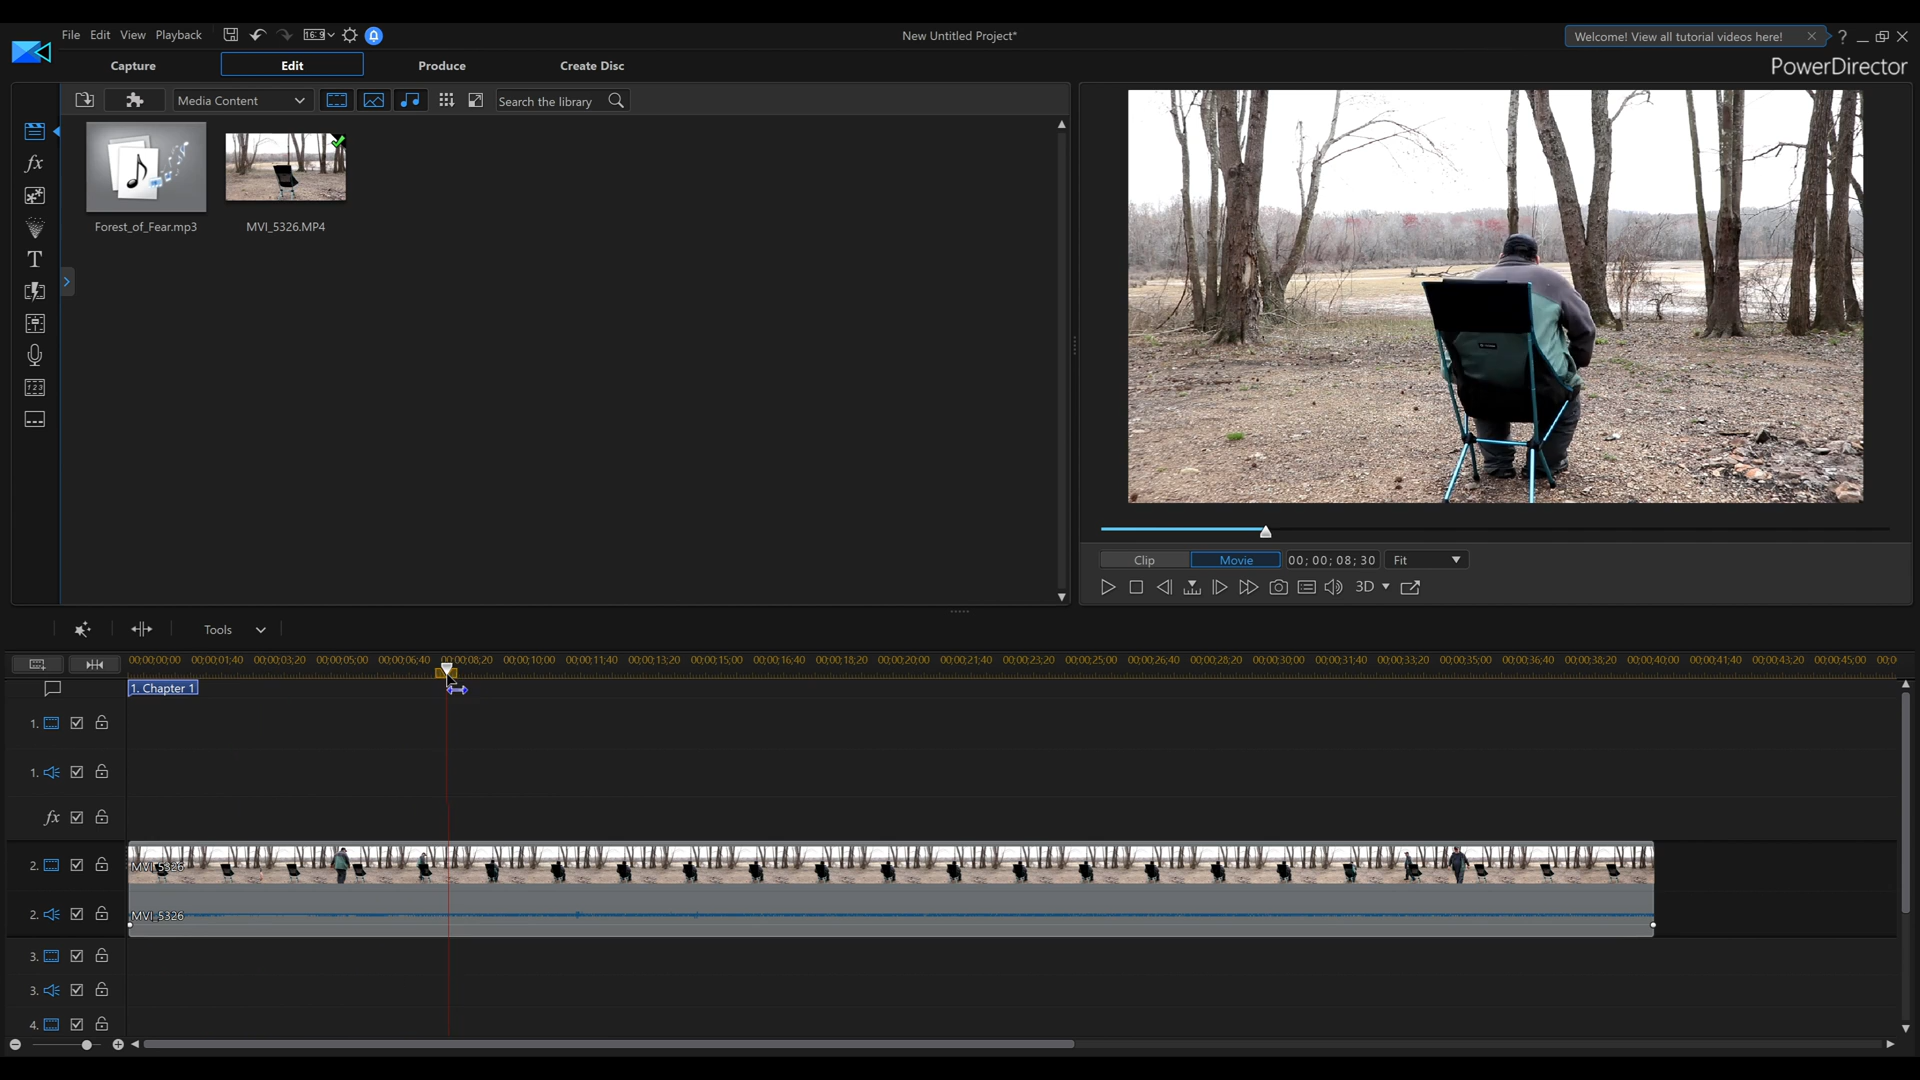 File Edit View Playback 16:9 New Untitled Project* Welcome! View all tutorial videos here! ?
Capture Edit Produce Create Disc PowerDirector
Media Content Search the library
Forest_of_Fear.mp3 MVI_5326.MP4
fx
T
Clip Movie 00; 00; 08; 30 Fit
3D
Tools
00;00;00;00 00;00;01;40 00;00;03;20 00;00;05;00 00;00;06;40 00;00;08;20 00;00;10;00 00;00;11;40 00;00;13;20 00;00;15;00 00;00;16;40 00;00;18;20 00;00;20;00 00;00;21;40 00;00;23;20 00;00;25;00 00;00;26;40 00;00;28;20 00;00;30;00 00;00;31;40 00;00;33;20 00;00;35;00 00;00;36;40 00;00;38;20 00;00;40;00 00;00;41;40 00;00;43;20 00;00;45;00 00;0
1. Chapter 1
1.
1.
fx
2. MVI_5326
2. MVI_5326
3.
3.
4.